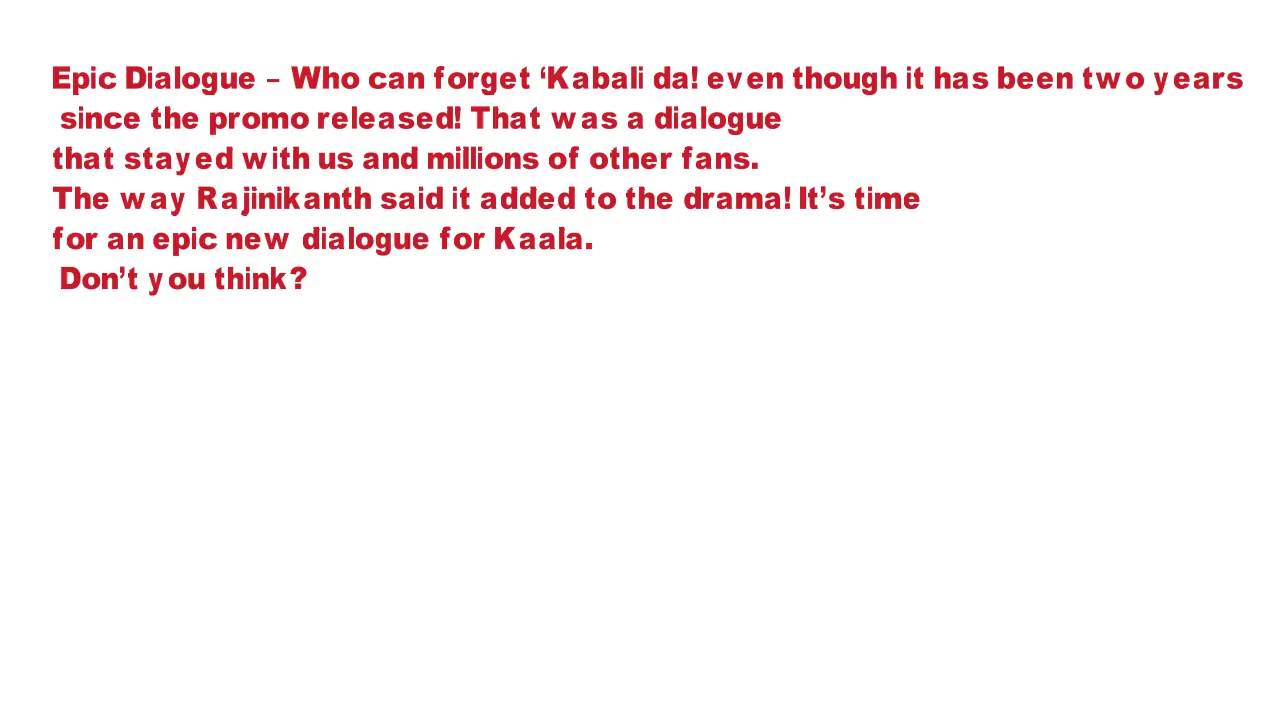 Epic Dialogue – Who can forget ‘Kabali da! even though it has been two years
since the promo released! That was a dialogue
that stayed with us and millions of other fans.
The way Rajinikanth said it added to the drama! It’s time
for an epic new dialogue for Kaala.
Don’t you think?